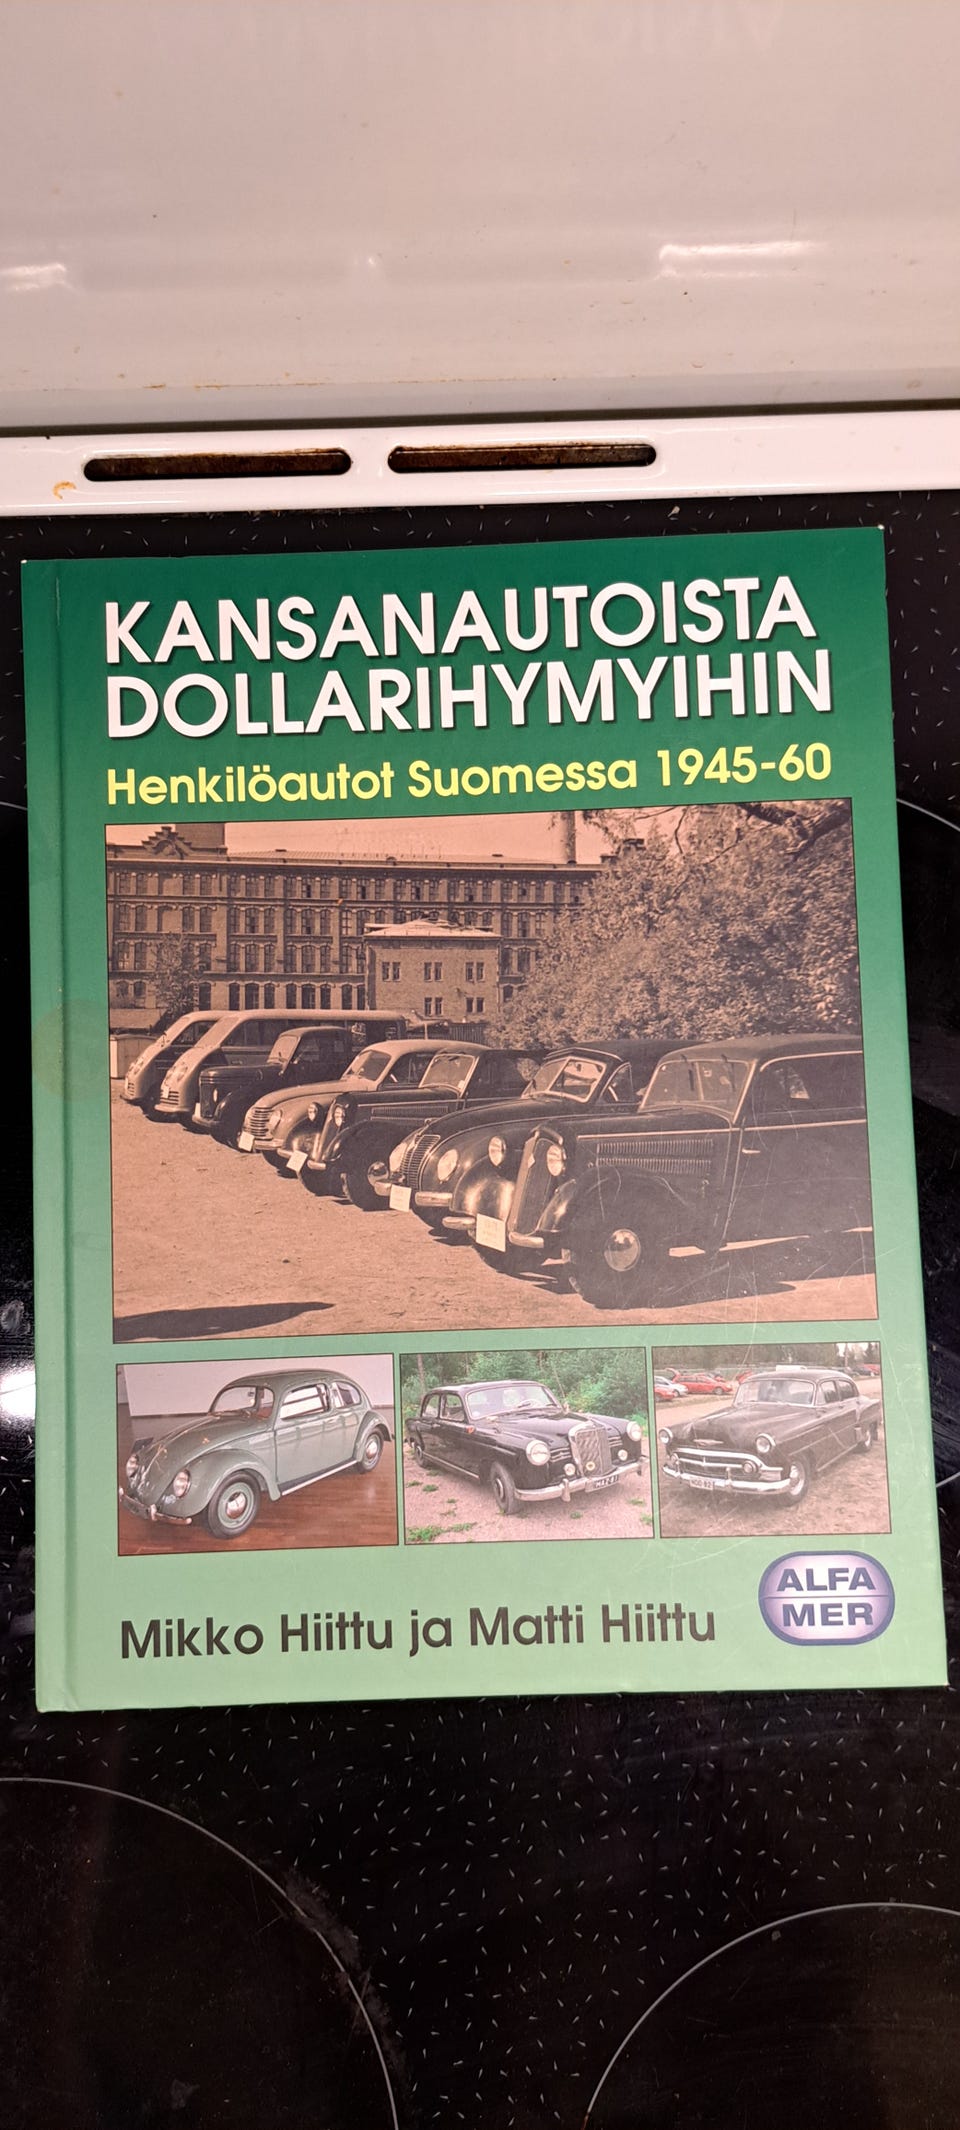 KANSANAUTOISTA
DOLLARIHYMYIHIN
Henkilöautot Suomessa 1945-60
Mikko Hiittu ja Matti Hiittu
ALFA
MER